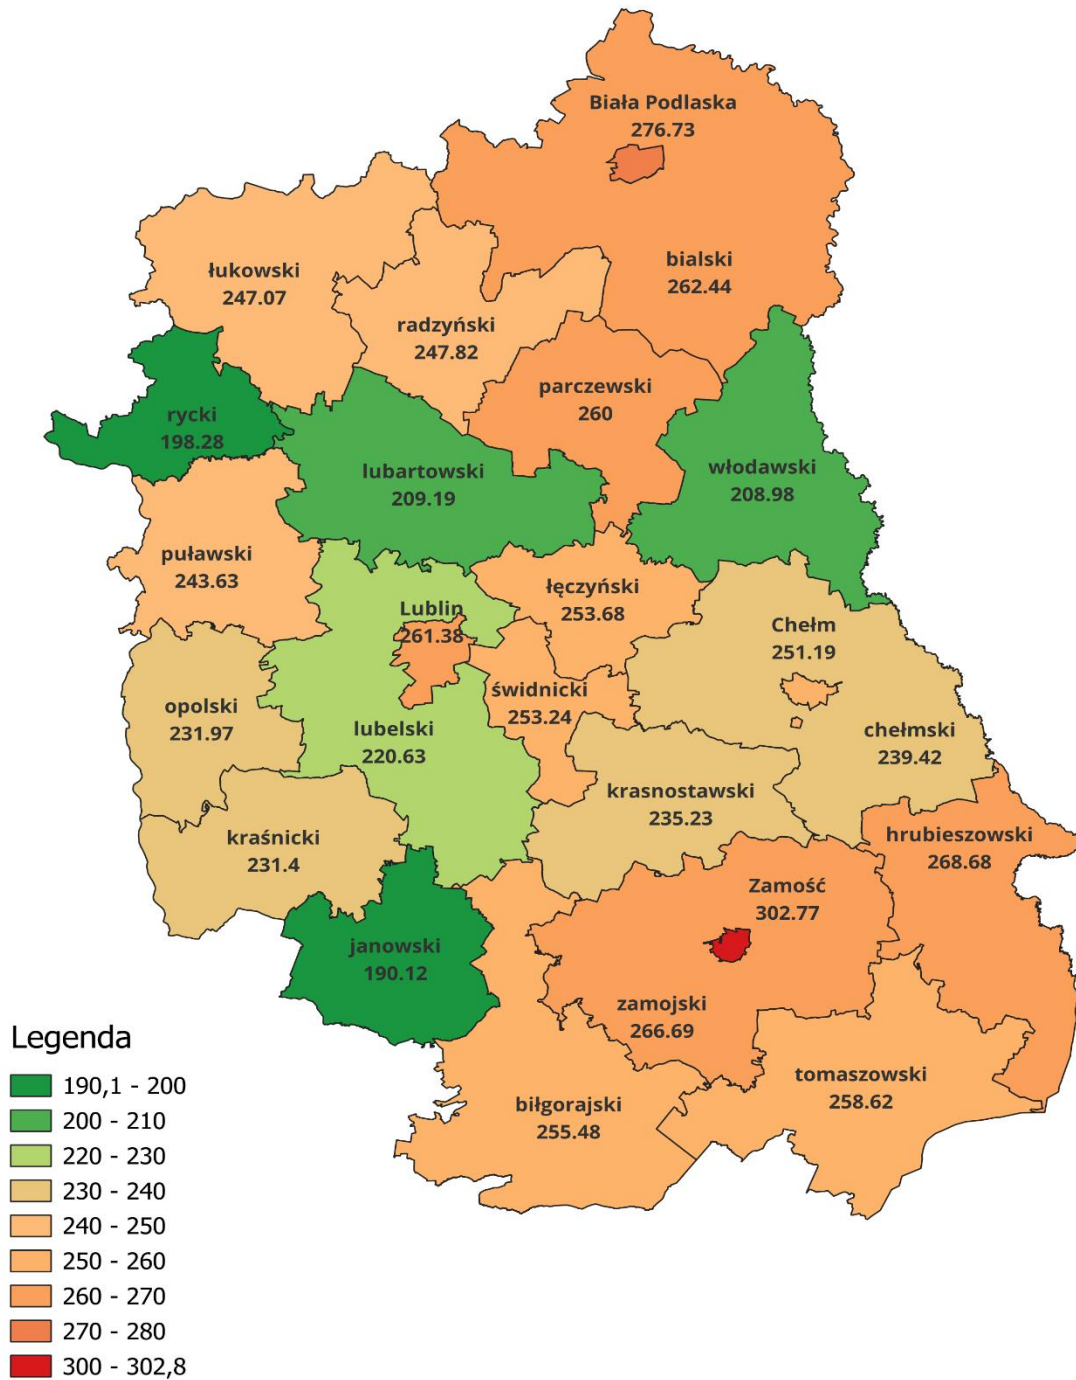 Biała Podlaska
276.73
bialski
262.44
łukowski
247.07
radzyński
247.82
parczewski
260
rycki
198.28
lubartowski
209.19
włodawski
208.98
puławski
243.63
łęczyński
253.68
Lublin
261.38
Chełm
251.19
świdnicki
253.24
opolski
231.97
lubelski
220.63
chełmski
239.42
krasnostawski
235.23
kraśnicki
231.4
hrubieszowski
268.68
Zamość
302.77
janowski
190.12
zamojski
266.69
tomaszowski
258.62
biłgorajski
255.48
Legenda
190,1 - 200
200 - 210
220 - 230
230 - 240
240 - 250
250 - 260
260 - 270
270 - 280
300 - 302,8